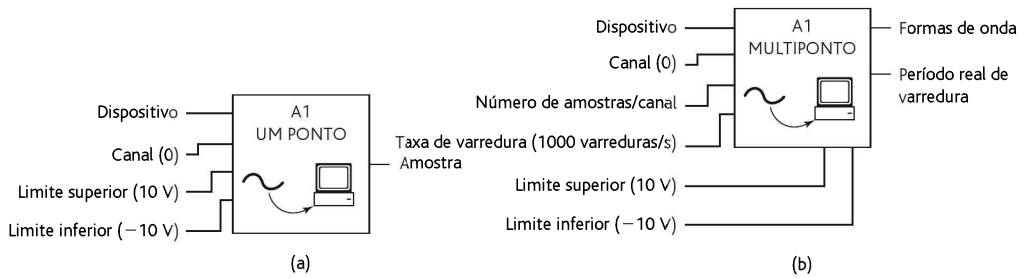 Dispositivo
Canal (0)
Limite superior (10 V)
Limite inferior (−10 V)
A1
UM PONTO
Amostra
(a)
Dispositivo
Canal (0)
Número de amostras/canal
Taxa de varredura (1000 varreduras/s)
Limite superior (10 V)
Limite inferior (−10 V)
A1
MULTIPONTO
Formas de onda
Período real de
varredura
(b)